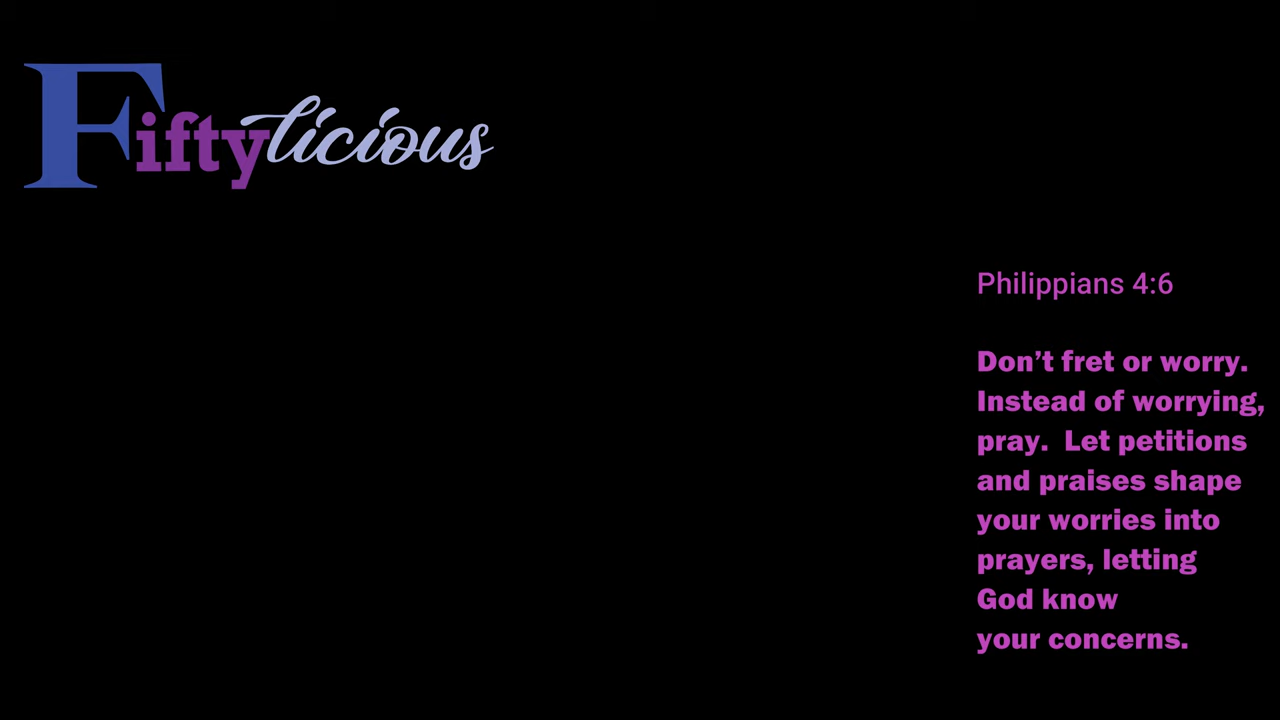 Fiftylicious
Philippians 4:6
Don’t fret or worry.
Instead of worrying,
pray.  Let petitions
and praises shape
your worries into
prayers, letting
God know
your concerns.